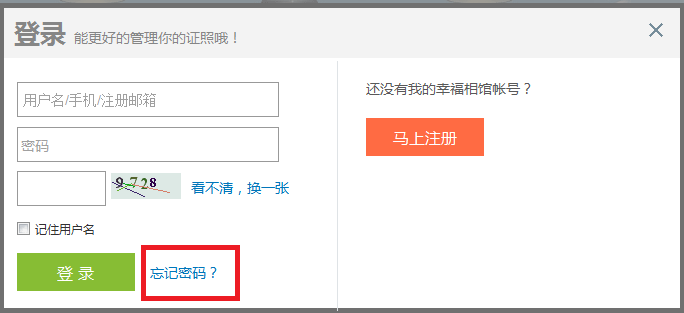 登录 能更好的管理你的证照哦！
用户名/手机/注册邮箱
密码
9728 看不清，换一张
记住用户名
登 录 忘记密码？
还没有我的幸福相馆帐号？
马上注册